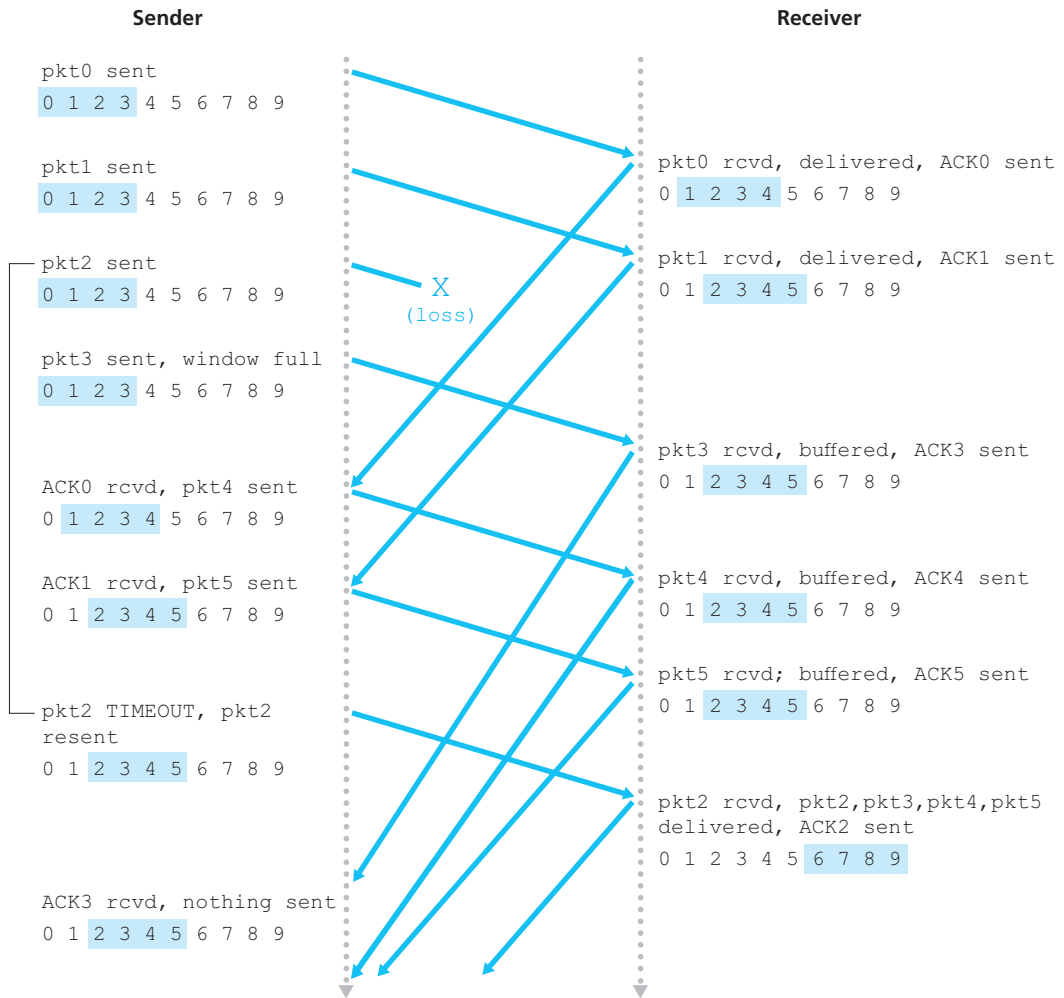 Sender
Receiver
pkt0 sent
0 1 2 3 4 5 6 7 8 9
pkt0 rcvd, delivered, ACK0 sent
0 1 2 3 4 5 6 7 8 9
pkt1 sent
0 1 2 3 4 5 6 7 8 9
pkt1 rcvd, delivered, ACK1 sent
0 1 2 3 4 5 6 7 8 9
pkt2 sent
0 1 2 3 4 5 6 7 8 9
X
(loss)
pkt3 sent, window full
0 1 2 3 4 5 6 7 8 9
pkt3 rcvd, buffered, ACK3 sent
0 1 2 3 4 5 6 7 8 9
ACK0 rcvd, pkt4 sent
0 1 2 3 4 5 6 7 8 9
pkt4 rcvd, buffered, ACK4 sent
0 1 2 3 4 5 6 7 8 9
ACK1 rcvd, pkt5 sent
0 1 2 3 4 5 6 7 8 9
pkt5 rcvd; buffered, ACK5 sent
0 1 2 3 4 5 6 7 8 9
pkt2 TIMEOUT, pkt2
resent
0 1 2 3 4 5 6 7 8 9
pkt2 rcvd, pkt2,pkt3,pkt4,pkt5
delivered, ACK2 sent
0 1 2 3 4 5 6 7 8 9
ACK3 rcvd, nothing sent
0 1 2 3 4 5 6 7 8 9